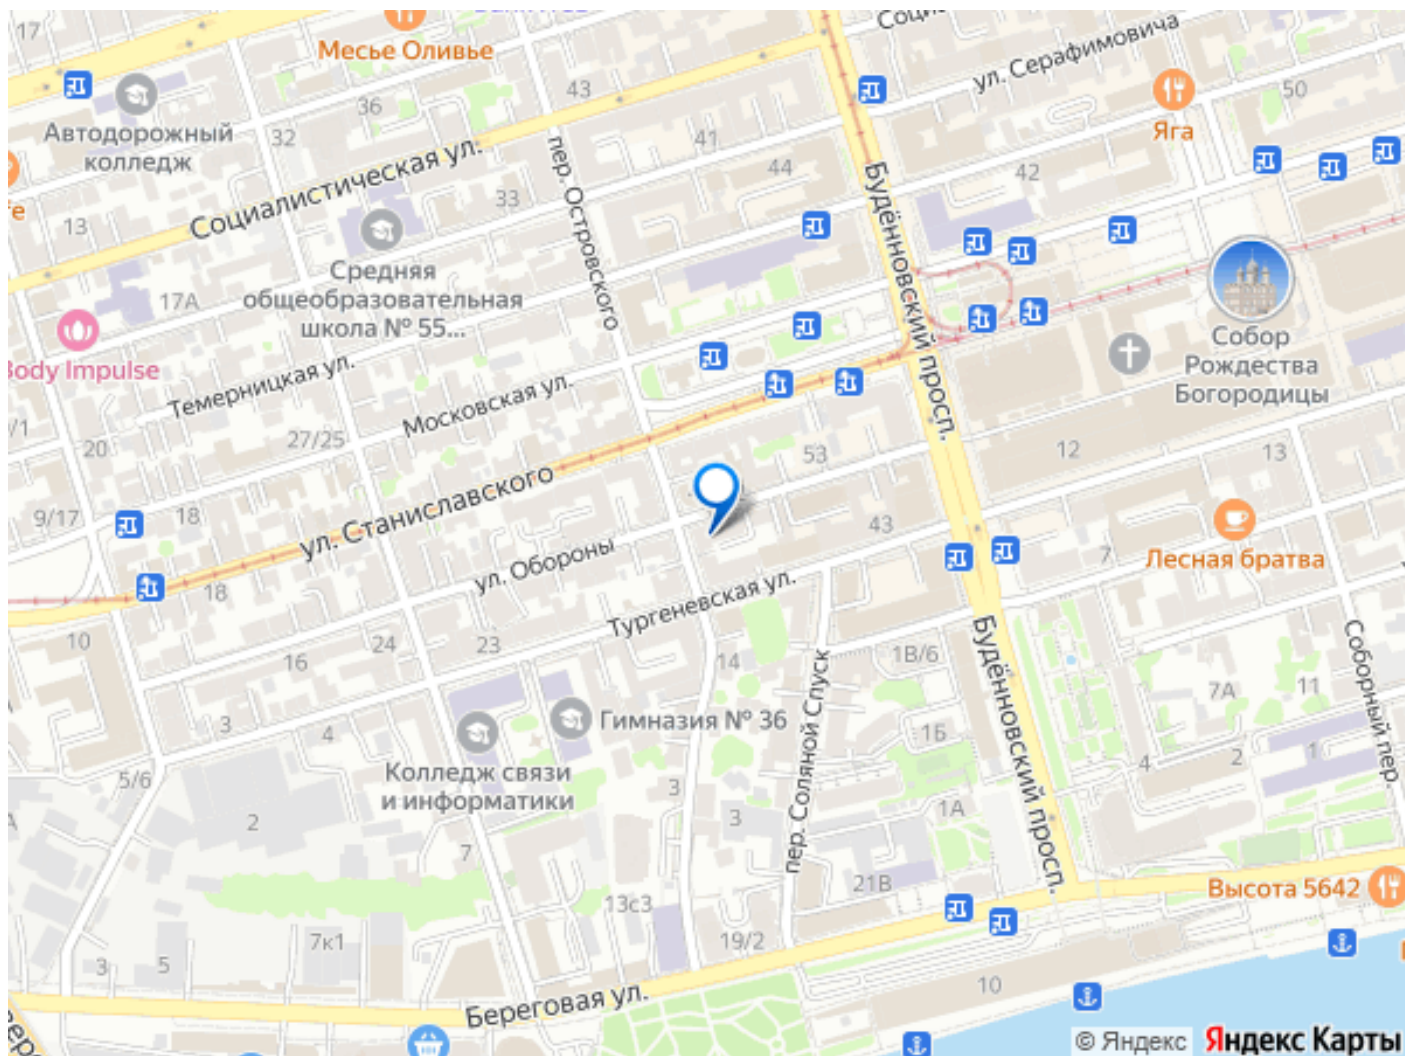 17
Месье Оливье
ул. Серафимовича
Автодорожный
колледж
36
43
50
Яга
32
41
44
42
пер. Островского
Социалистическая ул.
33
13
Средняя
общеобразовательная
школа № 55...
17А
Будённовский просп.
Собор
Рождества
Богородицы
Body Impulse
Темерницкая ул.
Московская ул.
20
27/25
53
12
13
ул. Станиславского
9/17
18
43
7
Лесная братва
ул. Обороны
Тургеневская ул.
18
10
24
23
16
14
1В/6
пер. Соляной Спуск
Будённовский просп.
Соборный пер.
7А
11
3
4
Гимназия № 36
1Б
2
1
4
Колледж связи
и информатики
5/6
2
3
3
1А
7
21В
Высота 5642
13с3
7к1
19/2
3
5
10
Береговая ул.
© Яндекс Яндекс Карты